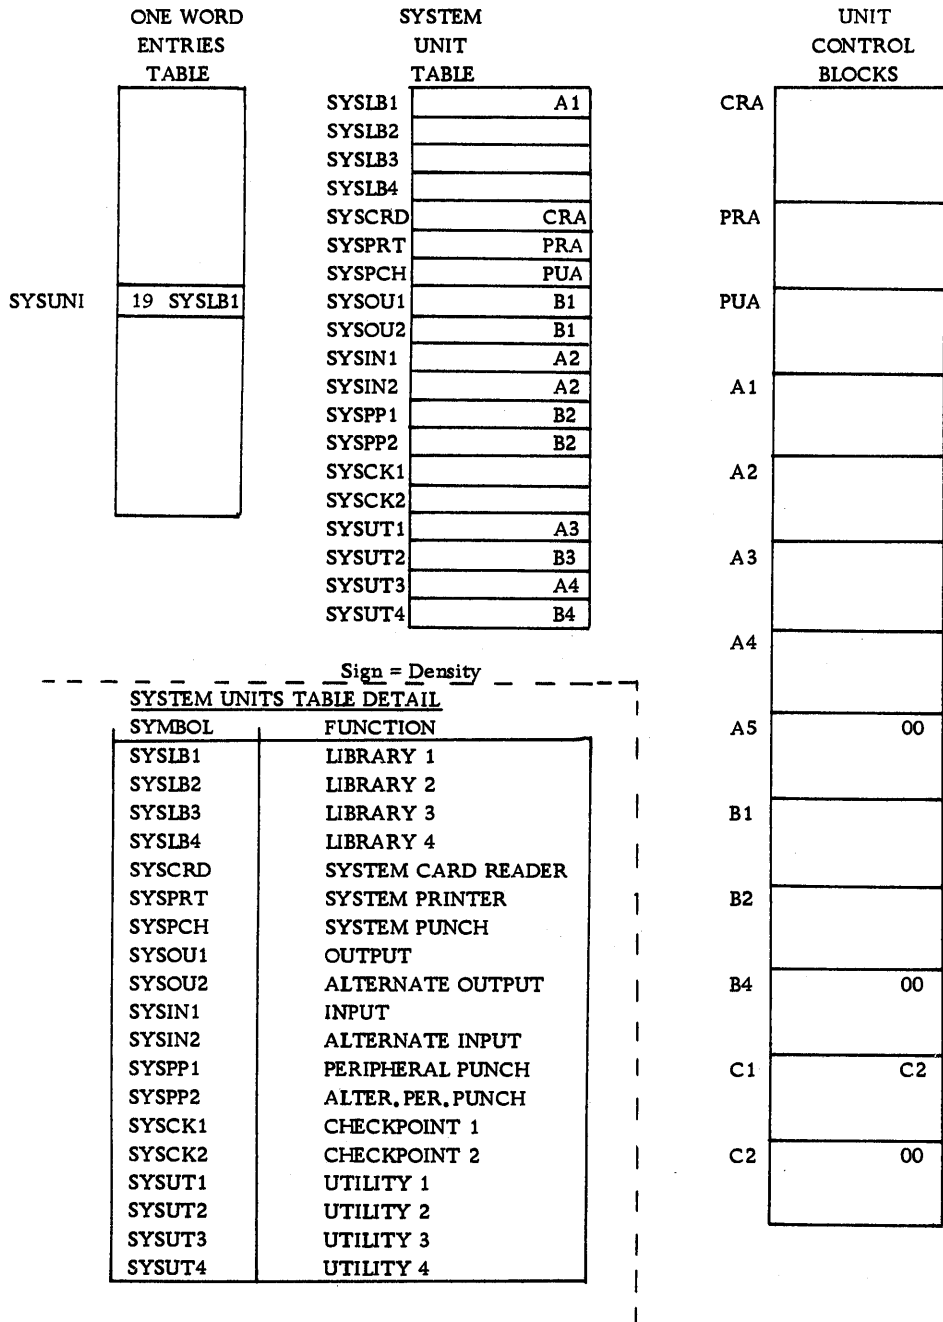 ONE WORD
ENTRIES
TABLE
SYSUNI 19 SYSLB1
SYSTEM
UNIT
TABLE
SYSLB1 A1
SYSLB2
SYSLB3
SYSLB4
SYSCRD CRA
SYSPRT PRA
SYSPCH PUA
SYSOU1 B1
SYSOU2 B1
SYSIN1 A2
SYSIN2 A2
SYSPP1 B2
SYSPP2 B2
SYSCK1
SYSCK2
SYSUT1 A3
SYSUT2 B3
SYSUT3 A4
SYSUT4 B4
Sign = Density
UNIT
CONTROL
BLOCKS
CRA
PRA
PUA
A1
A2
A3
A4
A5 00
B1
B2
B4 00
C1 C2
C2 00
SYSTEM UNITS TABLE DETAIL
SYMBOL FUNCTION
SYSLB1 LIBRARY 1
SYSLB2 LIBRARY 2
SYSLB3 LIBRARY 3
SYSLB4 LIBRARY 4
SYSCRD SYSTEM CARD READER
SYSPRT SYSTEM PRINTER
SYSPCH SYSTEM PUNCH
SYSOU1 OUTPUT
SYSOU2 ALTERNATE OUTPUT
SYSIN1 INPUT
SYSIN2 ALTERNATE INPUT
SYSPP1 PERIPHERAL PUNCH
SYSPP2 ALTER. PER. PUNCH
SYSCK1 CHECKPOINT 1
SYSCK2 CHECKPOINT 2
SYSUT1 UTILITY 1
SYSUT2 UTILITY 2
SYSUT3 UTILITY 3
SYSUT4 UTILITY 4